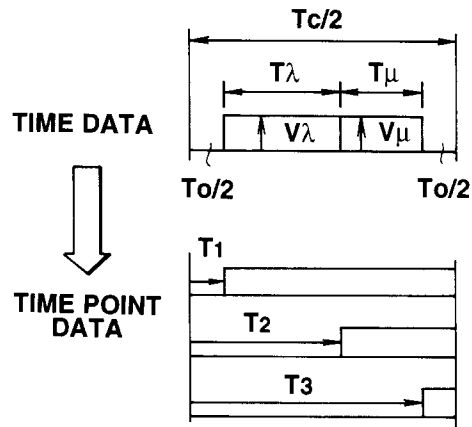 Tc/2
Tλ Tμ
TIME DATA
Vλ Vμ
To/2 To/2
T1
TIME POINT
DATA
T2
T3